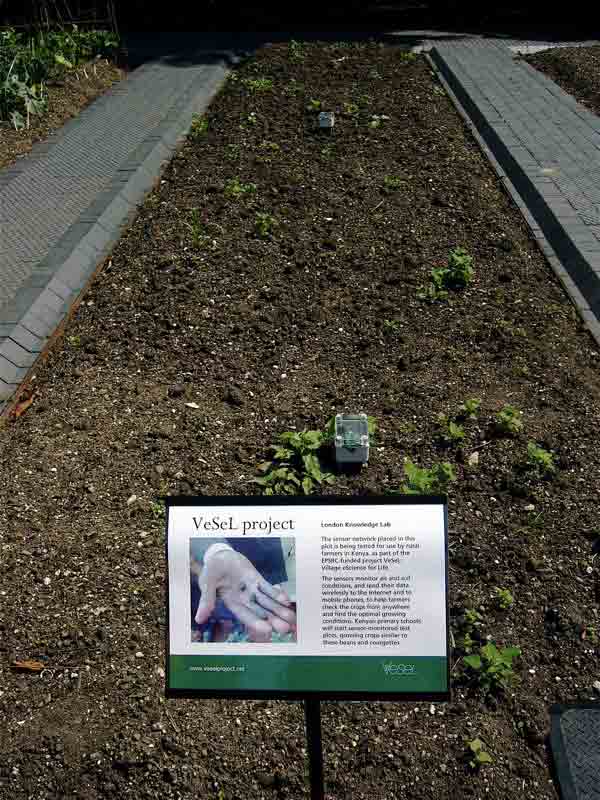 VeSeL project
London Knowledge Lab
The sensor network placed in this
plot is being tested for use by rural
farmers in Kenya, as part of the
EPSRC-funded project VeSeL:
Village eScience for Life.
The sensors monitor air and soil
conditions, and send their data
wirelessly to the Internet and to
mobile phones, to help farmers
check the crops from anywhere
and find the optimal growing
conditions. Kenyan primary schools
will start sensor-monitored test
plots, growing crops similar to
these beans and courgettes.
www.veselproject.net
VeSeL